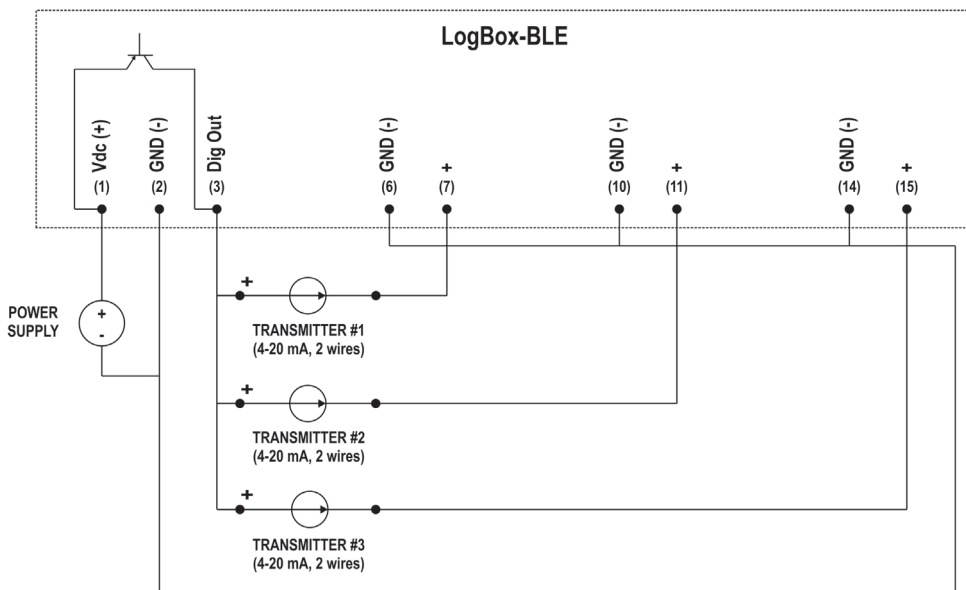 LogBox-BLE
Vdc (+)
(1)
GND (-)
(2)
Dig Out
(3)
GND (-)
(6)
+
(7)
GND (-)
(10)
+
(11)
GND (-)
(14)
+
(15)
POWER
SUPPLY
+
-
+
TRANSMITTER #1
(4-20 mA, 2 wires)
+
TRANSMITTER #2
(4-20 mA, 2 wires)
+
TRANSMITTER #3
(4-20 mA, 2 wires)